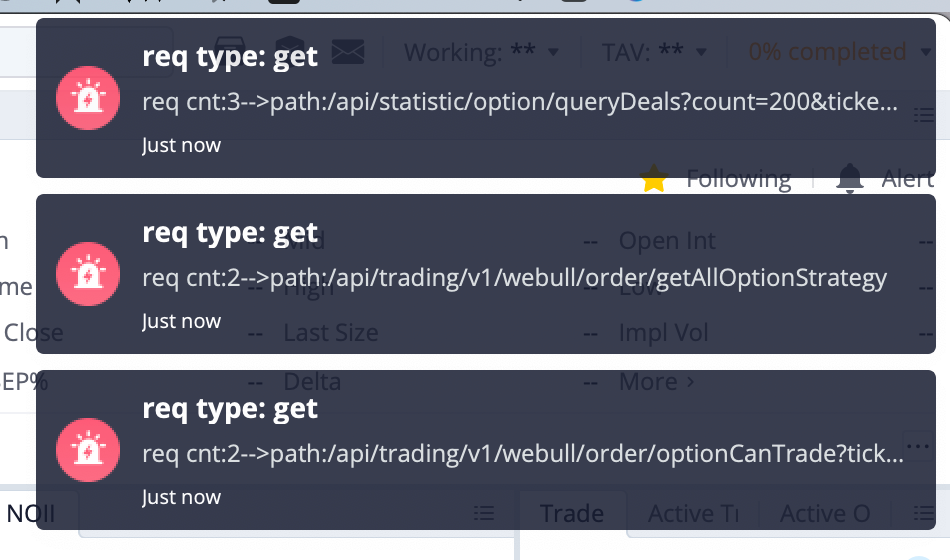 Working: ** TAV: ** 0% completed
req type: get
req cnt:3-->path:/api/statistic/option/queryDeals?count=200&ticke...
Just now
Following Alert
req type: get
-- Open Int --
req cnt:2-->path:/api/trading/v1/webull/order/getAllOptionStrategy
me -- High -- Low --
Just now
Close -- Last Size -- Impl Vol --
EP% -- Delta -- More >
req type: get
req cnt:2-->path:/api/trading/v1/webull/order/optionCanTrade?tick...
Just now
NOII Trade Active O